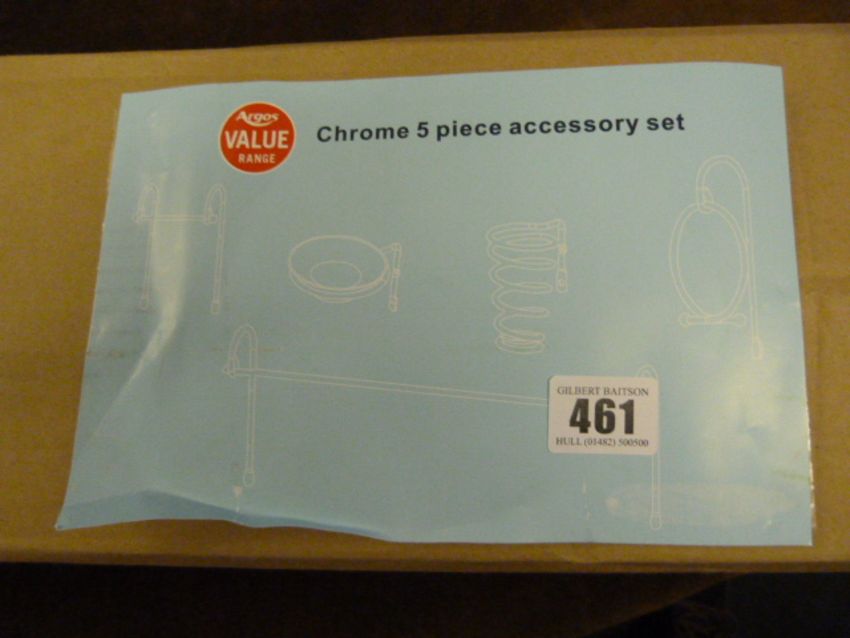 Argos
VALUE
RANGE
Chrome 5 piece accessory set
GILBERT BAITSON
461
HULL (01482) 500500